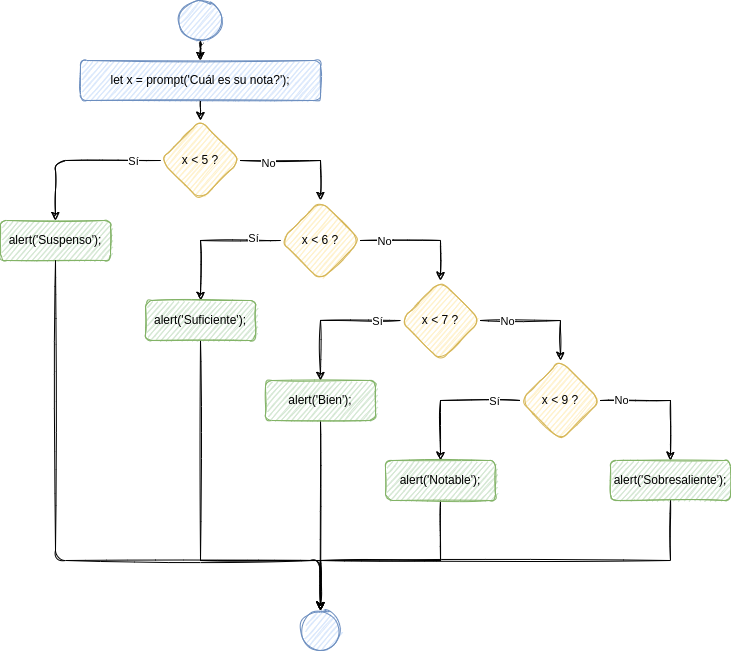 let x = prompt('Cuál es su nota?');
x < 5 ?
Sí
No
alert('Suspenso');
x < 6 ?
Sí
No
alert('Suficiente');
x < 7 ?
Sí
No
alert('Bien');
x < 9 ?
Sí
No
alert('Notable');
alert('Sobresaliente');